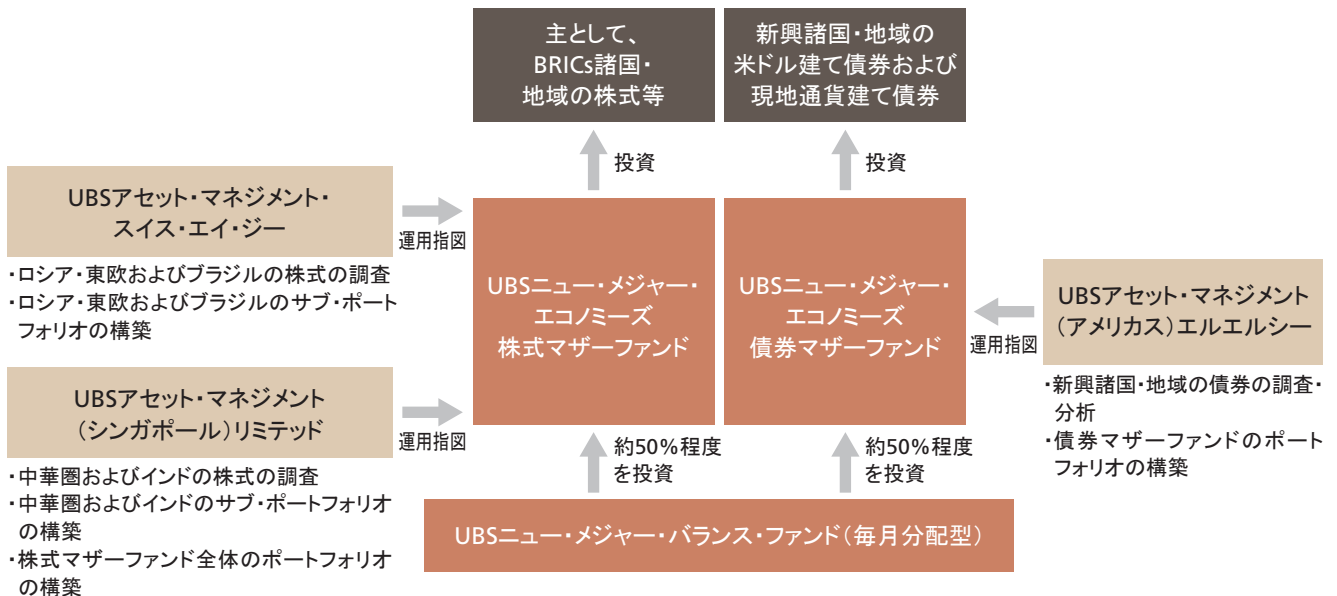 主として、
BRICs諸国・
地域の株式等
新興諸国・地域の
米ドル建て債券および
現地通貨建て債券
投資
投資
UBSアセット・マネジメント・
スイス・エイ・ジー
運用指図
・ロシア・東欧およびブラジルの株式の調査
・ロシア・東欧およびブラジルのサブ・ポート
フォリオの構築
UBSアセット・マネジメント
（シンガポール）リミテッド
運用指図
・中華圏およびインドの株式の調査
・中華圏およびインドのサブ・ポートフォリオ
の構築
・株式マザーファンド全体のポートフォリオ
の構築
UBSニュー・メジャー・
エコノミーズ
株式マザーファンド
UBSニュー・メジャー・
エコノミーズ
債券マザーファンド
運用指図
UBSアセット・マネジメント
（アメリカス）エルエルシー
・新興諸国・地域の債券の調査・
分析
・債券マザーファンドのポート
フォリオの構築
約50%程度
を投資
約50%程度
を投資
UBSニュー・メジャー・バランス・ファンド（毎月分配型）